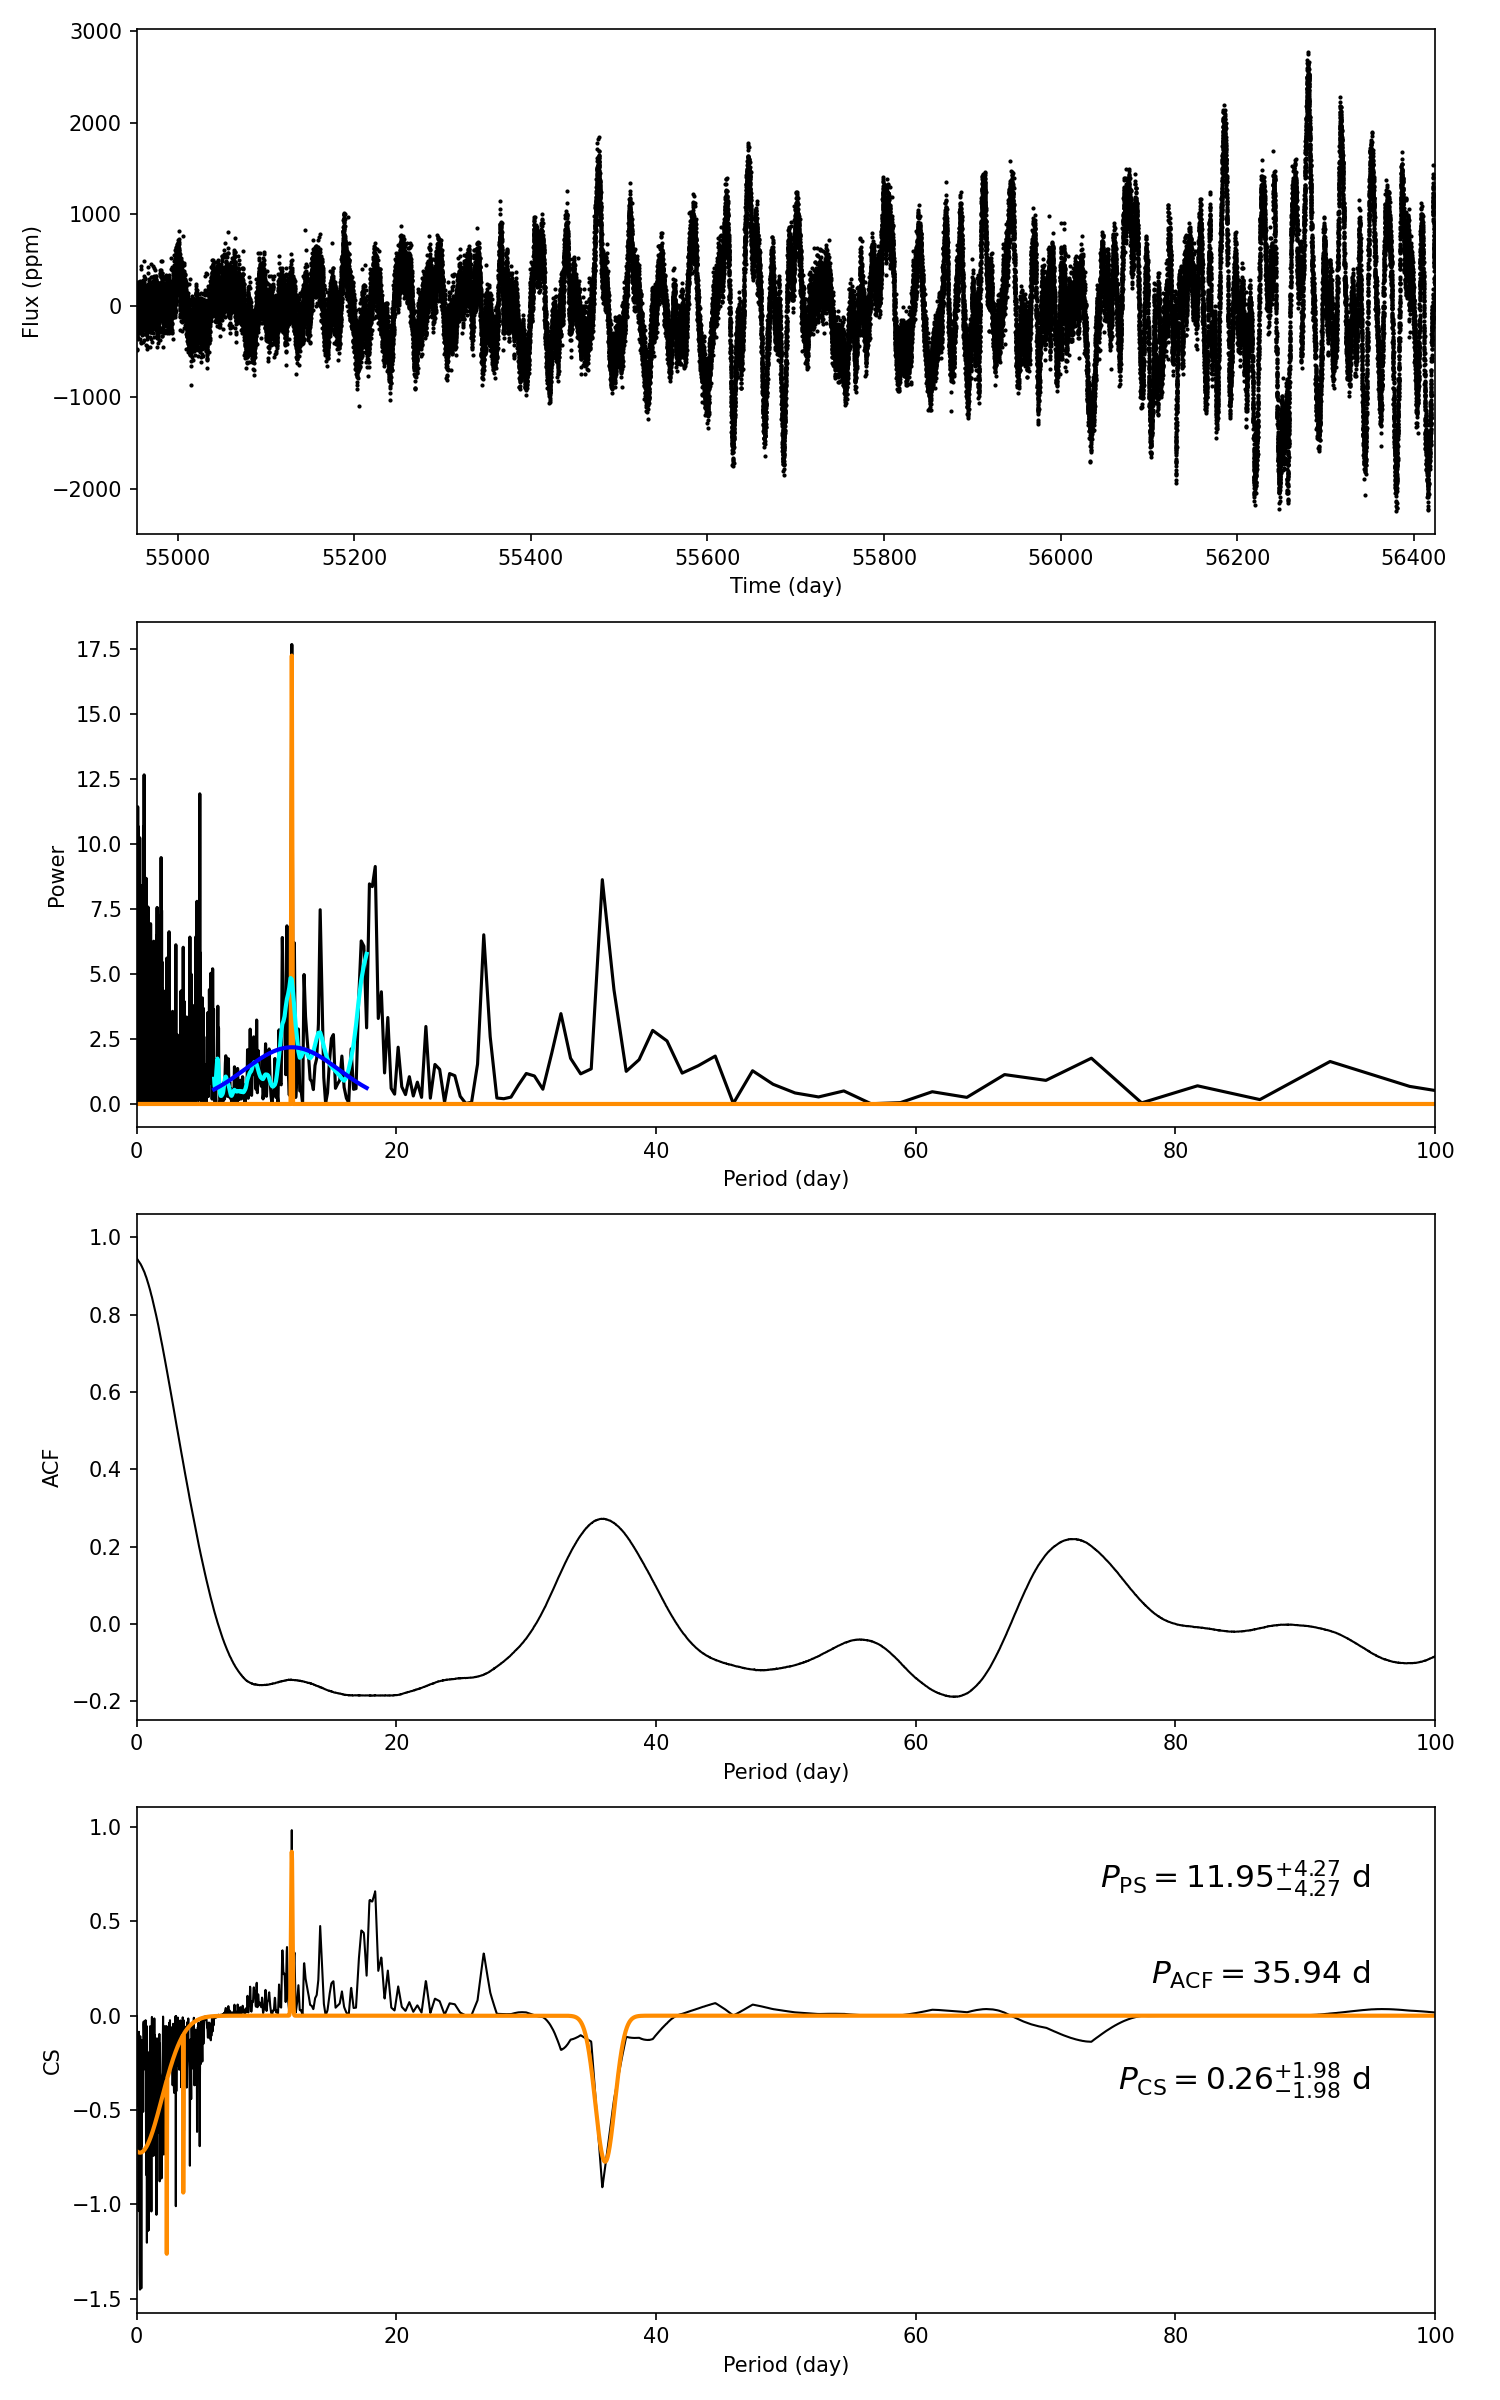 3000
2000
1000
0
−1000
−2000
Flux (ppm)
55000 55200 55400 55600 55800 56000 56200 56400
Time (day)
17.5
15.0
12.5
10.0
7.5
5.0
2.5
0.0
Power
0 20 40 60 80 100
Period (day)
1.0
0.8
0.6
0.4
0.2
0.0
−0.2
ACF
0 20 40 60 80 100
Period (day)
1.0
0.5
0.0
−0.5
−1.0
−1.5
CS
P_PS = 11.95^{+4.27}_{−4.27} d
P_ACF = 35.94 d
P_CS = 0.26^{+1.98}_{−1.98} d
0 20 40 60 80 100
Period (day)